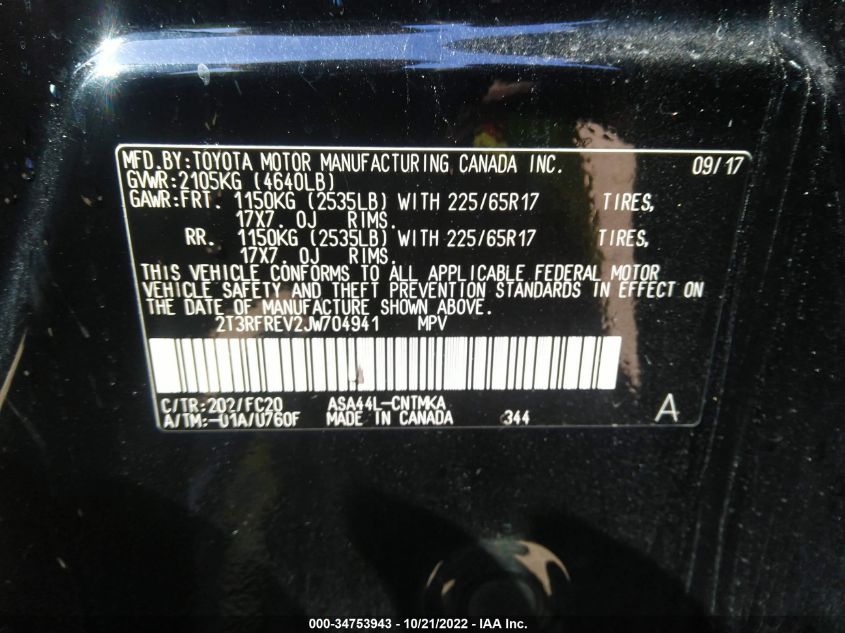 MFD.BY:TOYOTA MOTOR MANUFACTURING CANADA INC. 09/17
GVWR:2105KG (4640LB)
GAWR:FRT. 1150KG (2535LB) WITH 225/65R17 TIRES,
17X7.0J RIMS.
RR. 1150KG (2535LB) WITH 225/65R17 TIRES,
17X7.0J RIMS.
THIS VEHICLE CONFORMS TO ALL APPLICABLE FEDERAL MOTOR
VEHICLE SAFETY AND THEFT PREVENTION STANDARDS IN EFFECT ON
THE DATE OF MANUFACTURE SHOWN ABOVE.
2T3RFREV2JW704941 MPV
C/TR:202/FC20 ASA44L-CNTMKA A
A/TM:-01A/U760F MADE IN CANADA 344
000-34753943 - 10/21/2022 - IAA Inc.